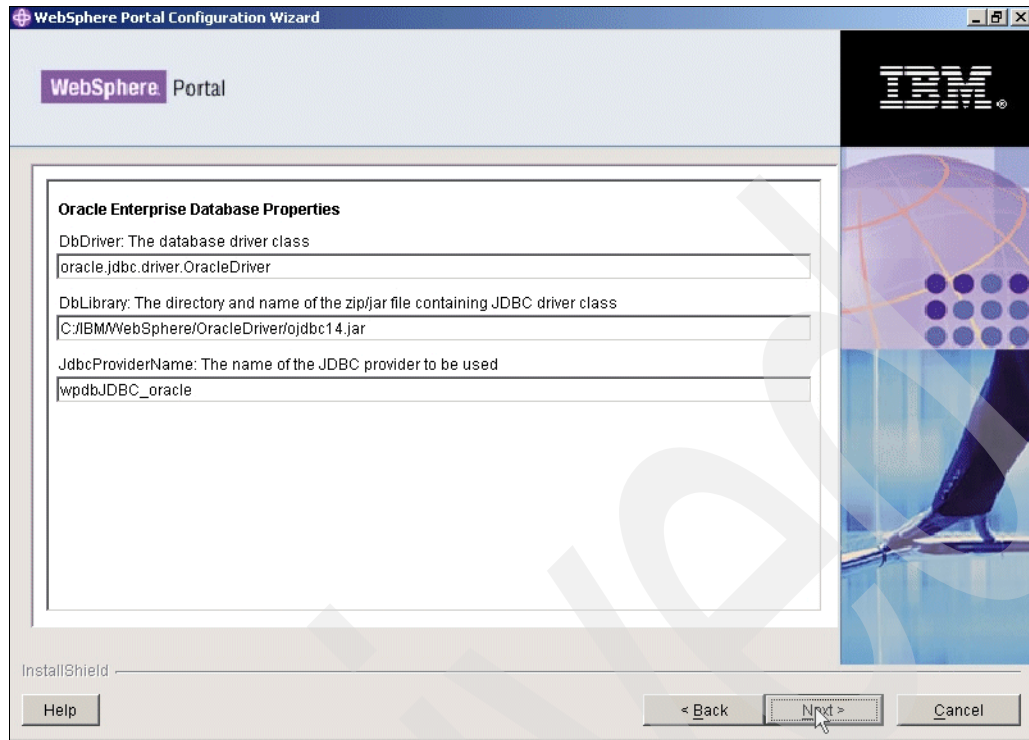 WebSphere Portal Configuration Wizard
WebSphere. Portal
IBM®
Oracle Enterprise Database Properties
DbDriver: The database driver class
oracle.jdbc.driver.OracleDriver
DbLibrary: The directory and name of the zip/jar file containing JDBC driver class
C:/IBM/WebSphere/OracleDriver/ojdbc14.jar
JdbcProviderName: The name of the JDBC provider to be used
wpdbJDBC_oracle
InstallShield
Help
< Back
Next >
Cancel